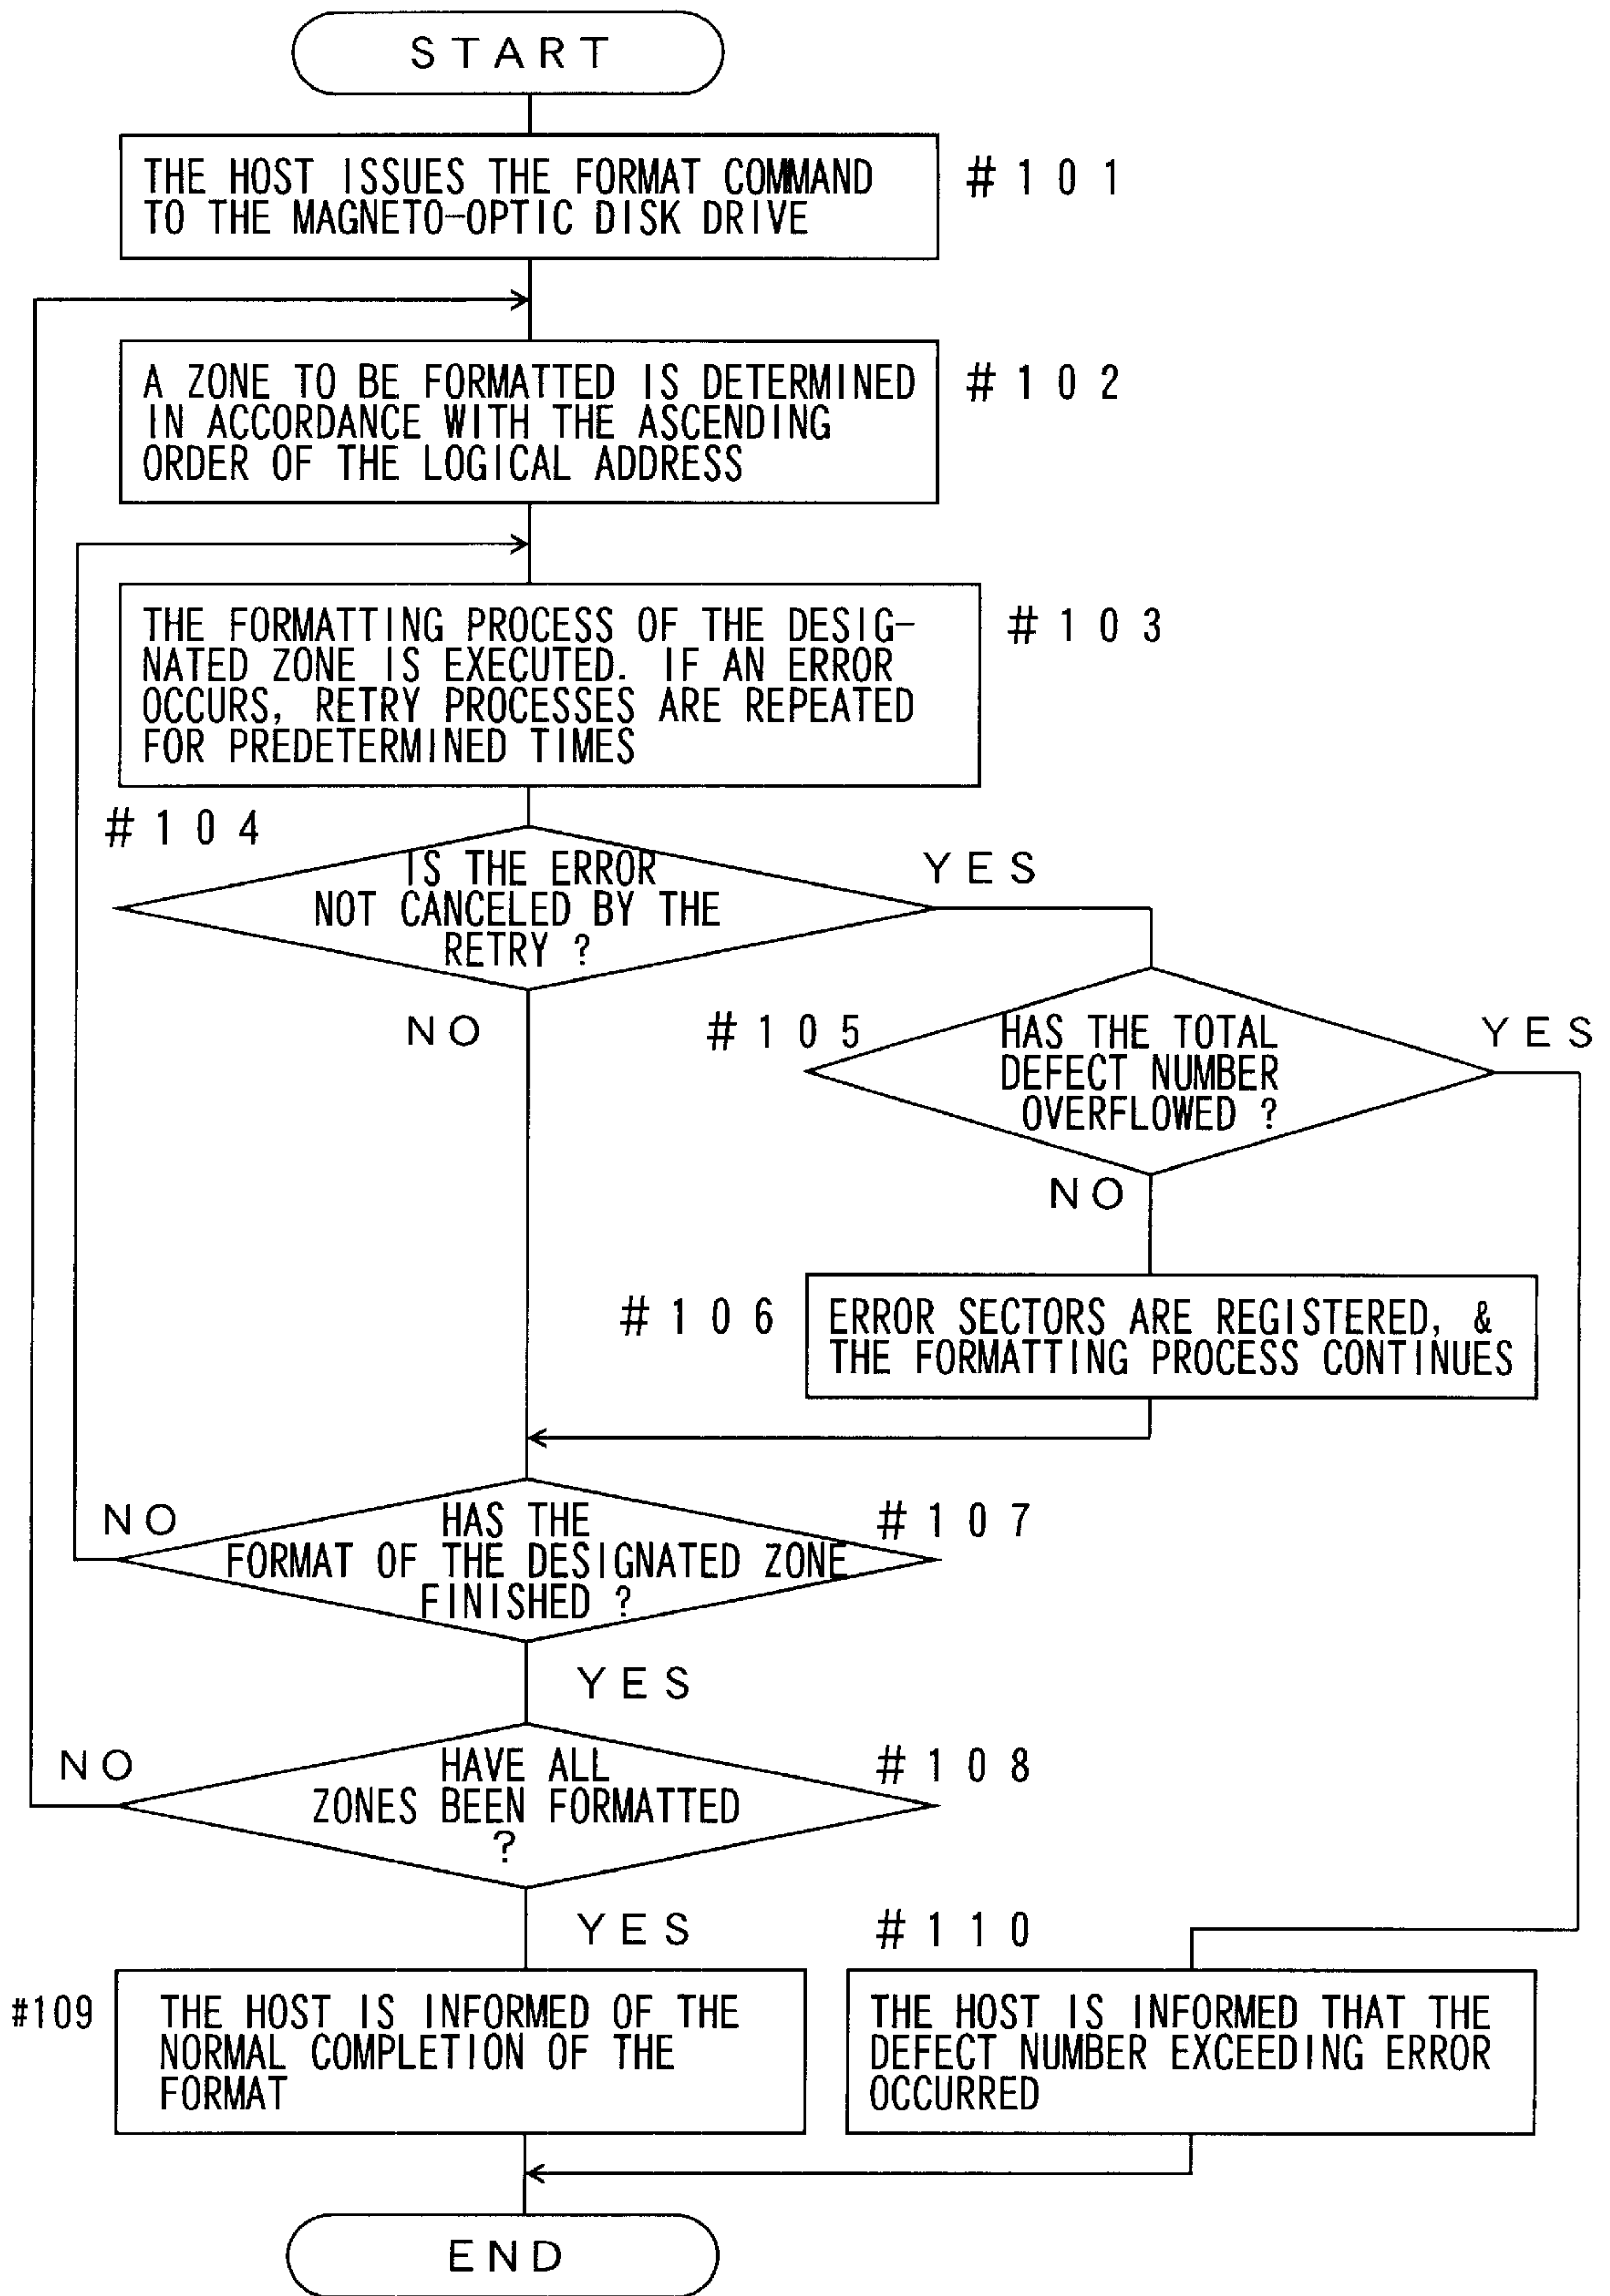 START
THE HOST ISSUES THE FORMAT COMMAND
TO THE MAGNETO-OPTIC DISK DRIVE
#101
A ZONE TO BE FORMATTED IS DETERMINED
IN ACCORDANCE WITH THE ASCENDING
ORDER OF THE LOGICAL ADDRESS
#102
THE FORMATTING PROCESS OF THE DESIG-
NATED ZONE IS EXECUTED. IF AN ERROR
OCCURS, RETRY PROCESSES ARE REPEATED
FOR PREDETERMINED TIMES
#103
#104
IS THE ERROR
NOT CANCELED BY THE
RETRY ?
YES
NO
#105
HAS THE TOTAL
DEFECT NUMBER
OVERFLOWED ?
YES
NO
#106
ERROR SECTORS ARE REGISTERED, &
THE FORMATTING PROCESS CONTINUES
NO
HAS THE
FORMAT OF THE DESIGNATED ZONE
FINISHED ?
#107
YES
NO
HAVE ALL
ZONES BEEN FORMATTED
?
#108
YES
#109
THE HOST IS INFORMED OF THE
NORMAL COMPLETION OF THE
FORMAT
#110
THE HOST IS INFORMED THAT THE
DEFECT NUMBER EXCEEDING ERROR
OCCURRED
END